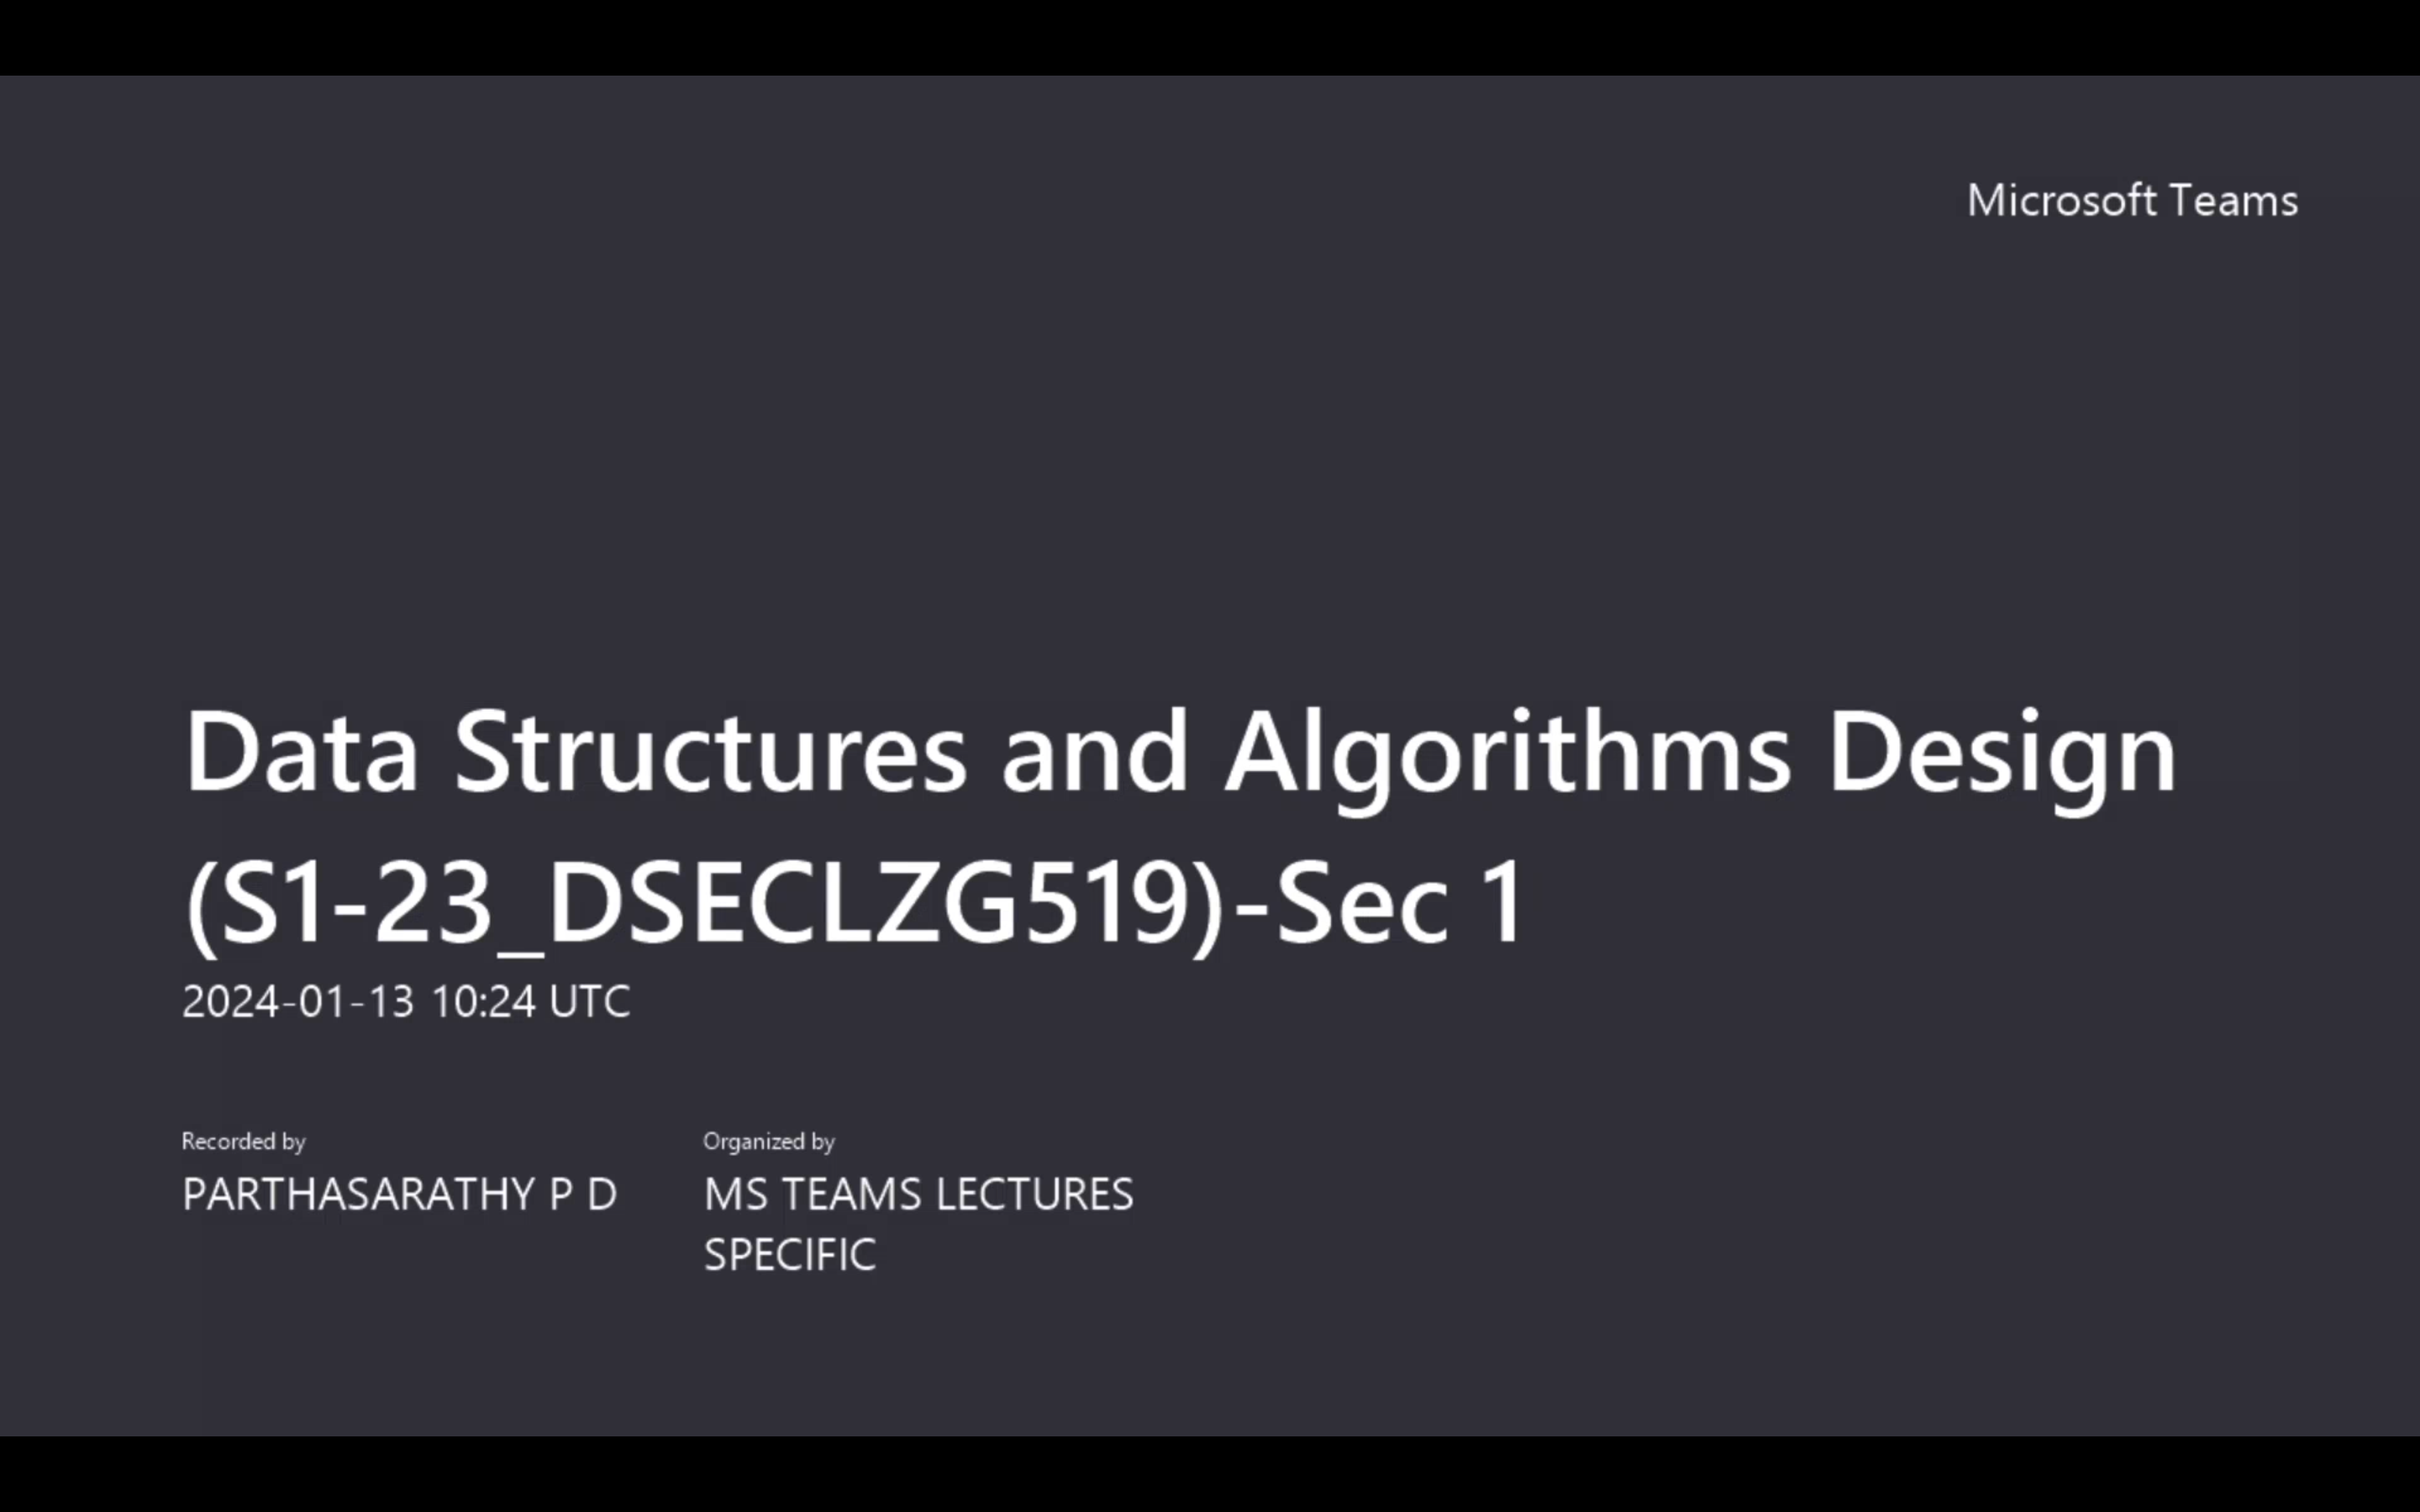 Microsoft Teams
Data Structures and Algorithms Design
(S1-23_DSECLZG519)-Sec 1
2024-01-13 10:24 UTC
Recorded by
PARTHASARATHY P D
Organized by
MS TEAMS LECTURES
SPECIFIC